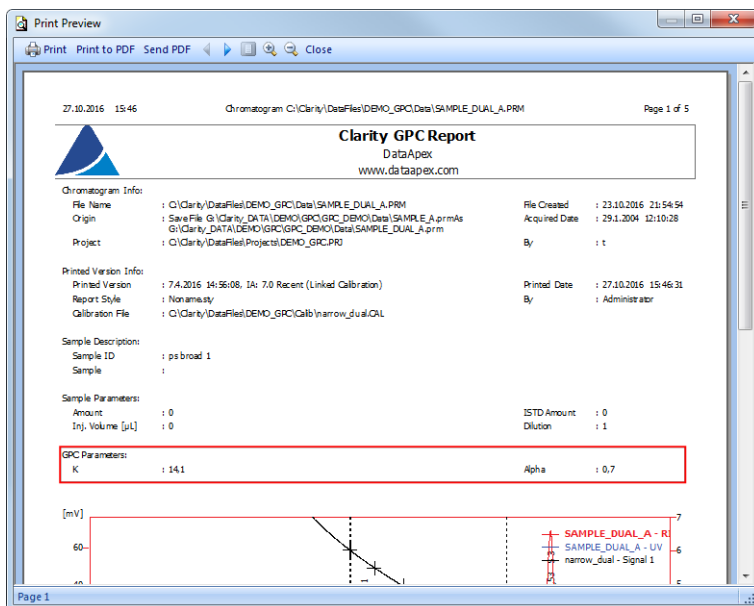 Print Preview
Print Print to PDF Send PDF Close
27.10.2016 15:46 Chromatogram C:\Clarity\DataFiles\DEMO_GPC\Data\SAMPLE_DUAL_A.PRM Page 1 of 5
Clarity GPC Report
DataApex
www.dataapex.com
Chromatogram Info:
File Name : C:\Clarity\DataFiles\DEMO_GPC\Data\SAMPLE_DUAL_A.PRM File Created : 23.10.2016 21:54:54
Origin : Save File G:\Clarity_DATA\DEMO\GPC\GPC_DEMO\Data\SAMPLE_A.prmAs Acquired Date : 29.1.2004 12:10:28
G:\Clarity_DATA\DEMO\GPC\GPC_DEMO\Data\SAMPLE_DUAL_A.prm
Project : C:\Clarity\DataFiles\Projects\DEMO_GPC.PRJ By : t
Printed Version Info:
Printed Version : 7.4.2016 14:56:08, IA: 7.0 Recent (Linked Calibration) Printed Date : 27.10.2016 15:46:31
Report Style : Noname.sty By : Administrator
Calibration File : C:\Clarity\DataFiles\DEMO_GPC\Calib\narrow_dual.CAL
Sample Description:
Sample ID : ps broad 1
Sample :
Sample Parameters:
Amount : 0 ISTD Amount : 0
Inj. Volume [µL] : 0 Dilution : 1
GPC Parameters:
K : 14,1 Alpha : 0,7
[mV] 7
SAMPLE_DUAL_A - RI
60 SAMPLE_DUAL_A - UV 6
narrow_dual - Signal 1
Page 1